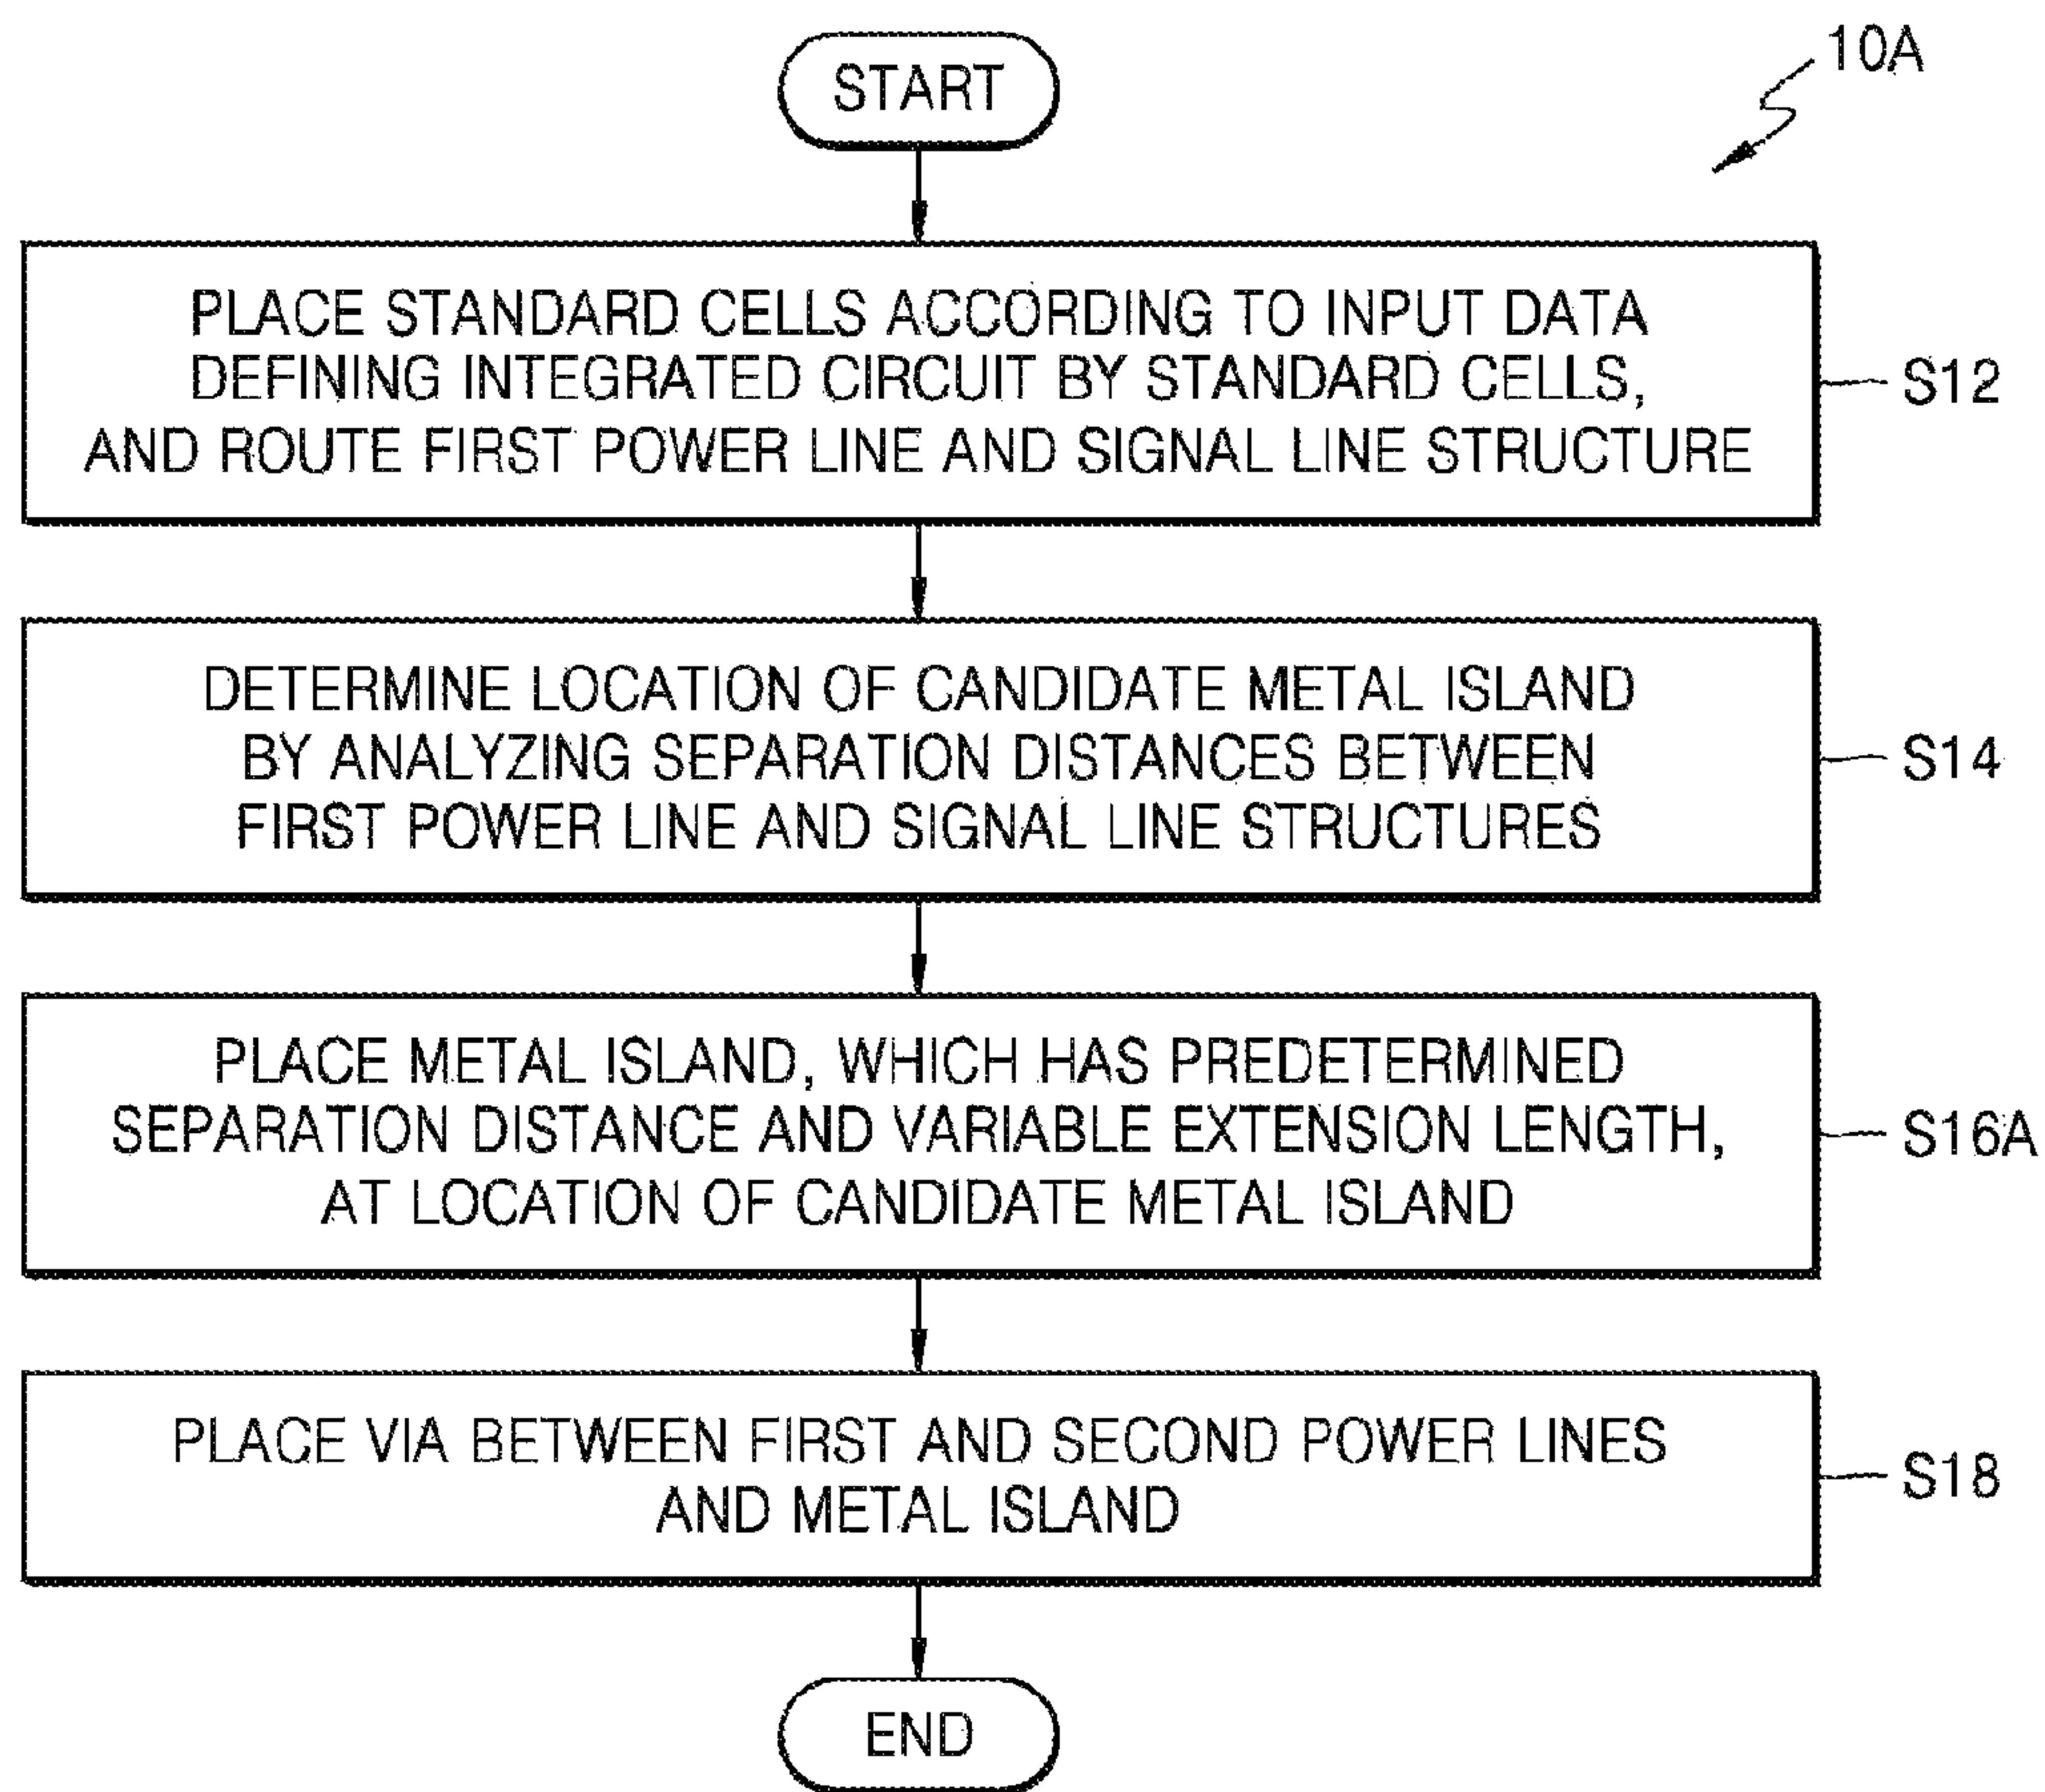 10A
START
PLACE STANDARD CELLS ACCORDING TO INPUT DATA
DEFINING INTEGRATED CIRCUIT BY STANDARD CELLS,
AND ROUTE FIRST POWER LINE AND SIGNAL LINE STRUCTURE
S12
DETERMINE LOCATION OF CANDIDATE METAL ISLAND
BY ANALYZING SEPARATION DISTANCES BETWEEN
FIRST POWER LINE AND SIGNAL LINE STRUCTURES
S14
PLACE METAL ISLAND, WHICH HAS PREDETERMINED
SEPARATION DISTANCE AND VARIABLE EXTENSION LENGTH,
AT LOCATION OF CANDIDATE METAL ISLAND
S16A
PLACE VIA BETWEEN FIRST AND SECOND POWER LINES
AND METAL ISLAND
S18
END